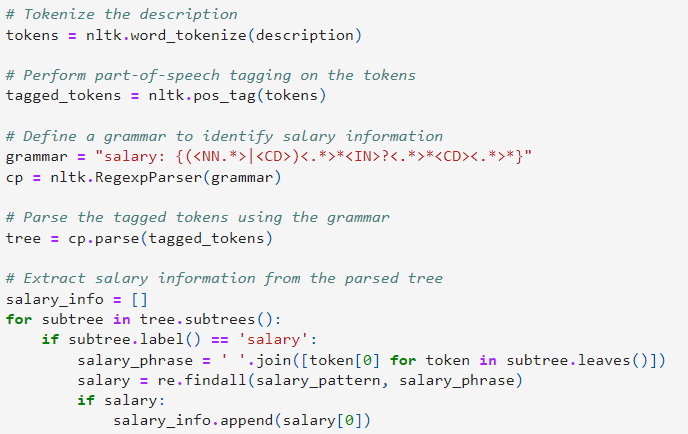 # Tokenize the description
tokens = nltk.word_tokenize(description)

# Perform part-of-speech tagging on the tokens
tagged_tokens = nltk.pos_tag(tokens)

# Define a grammar to identify salary information
grammar = "salary: {(<NN.*>|<CD>)<.*>*<IN>?<.*>*<CD><.*>*}"
cp = nltk.RegexpParser(grammar)

# Parse the tagged tokens using the grammar
tree = cp.parse(tagged_tokens)

# Extract salary information from the parsed tree
salary_info = []
for subtree in tree.subtrees():
    if subtree.label() == 'salary':
        salary_phrase = ' '.join([token[0] for token in subtree.leaves()])
        salary = re.findall(salary_pattern, salary_phrase)
        if salary:
            salary_info.append(salary[0])